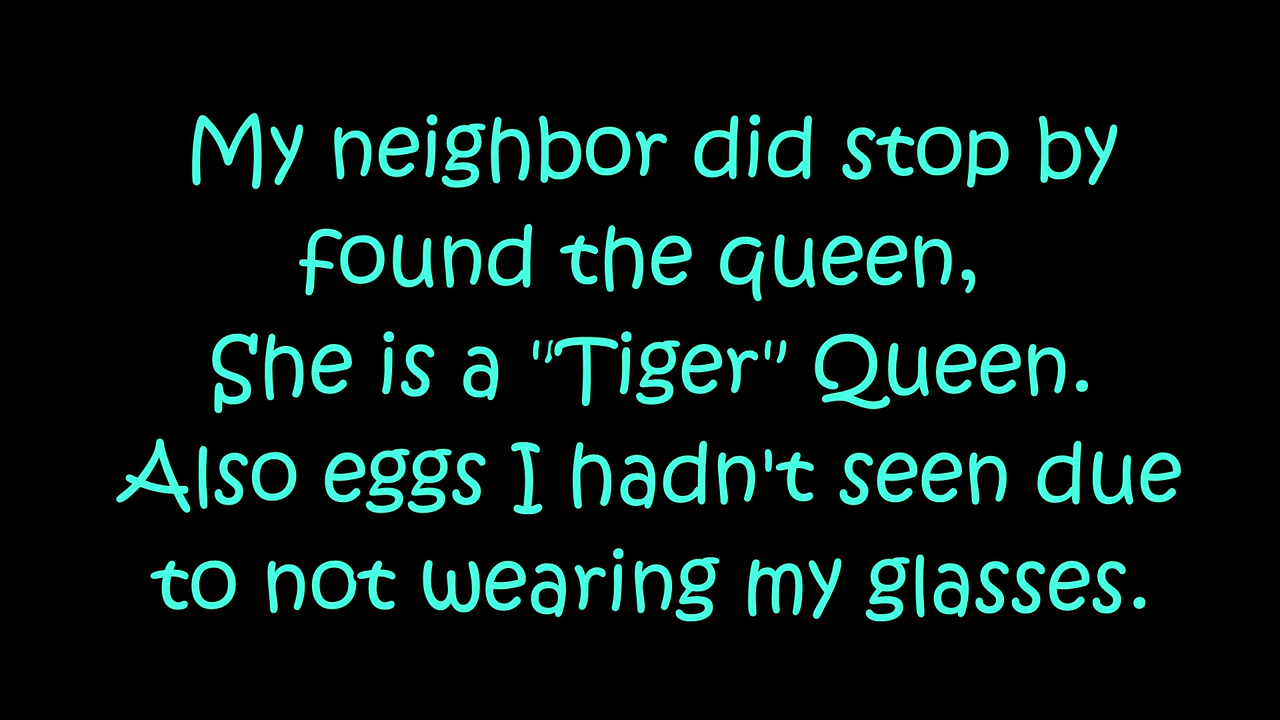 My neighbor did stop by
found the queen,
She is a "Tiger" Queen.
Also eggs I hadn't seen due
to not wearing my glasses.